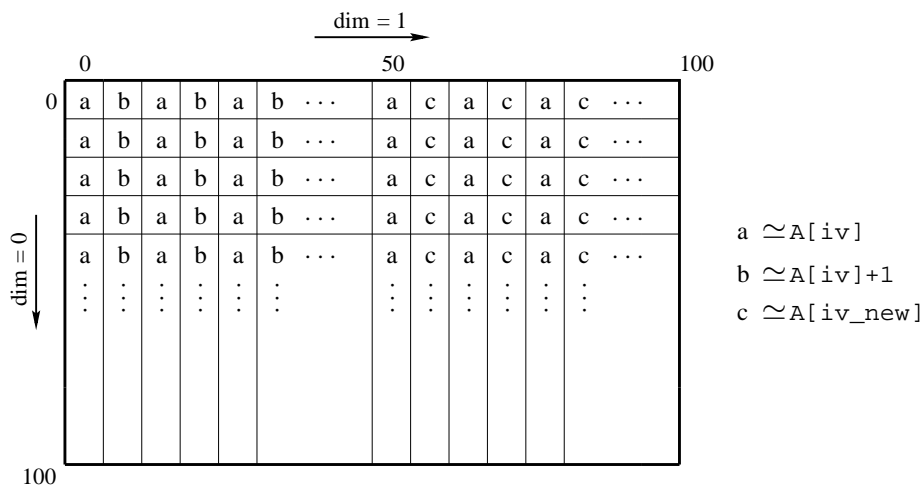 dim = 1
0 50 100
0 a b a b a b ··· a c a c a c ···
a b a b a b ··· a c a c a c ···
a b a b a b ··· a c a c a c ···
a b a b a b ··· a c a c a c ···
a b a b a b ··· a c a c a c ···
dim = 0
100
a ≃A[iv]
b ≃A[iv]+1
c ≃A[iv_new]